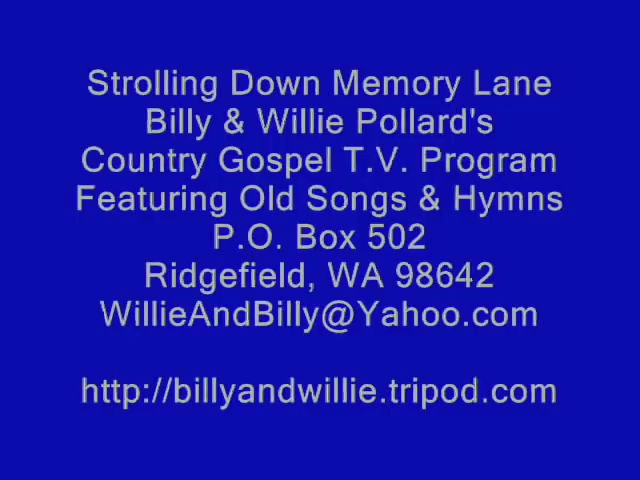 Strolling Down Memory Lane
Billy & Willie Pollard's
Country Gospel T.V. Program
Featuring Old Songs & Hymns
P.O. Box 502
Ridgefield, WA 98642
WillieAndBilly@Yahoo.com
http://billyandwillie.tripod.com